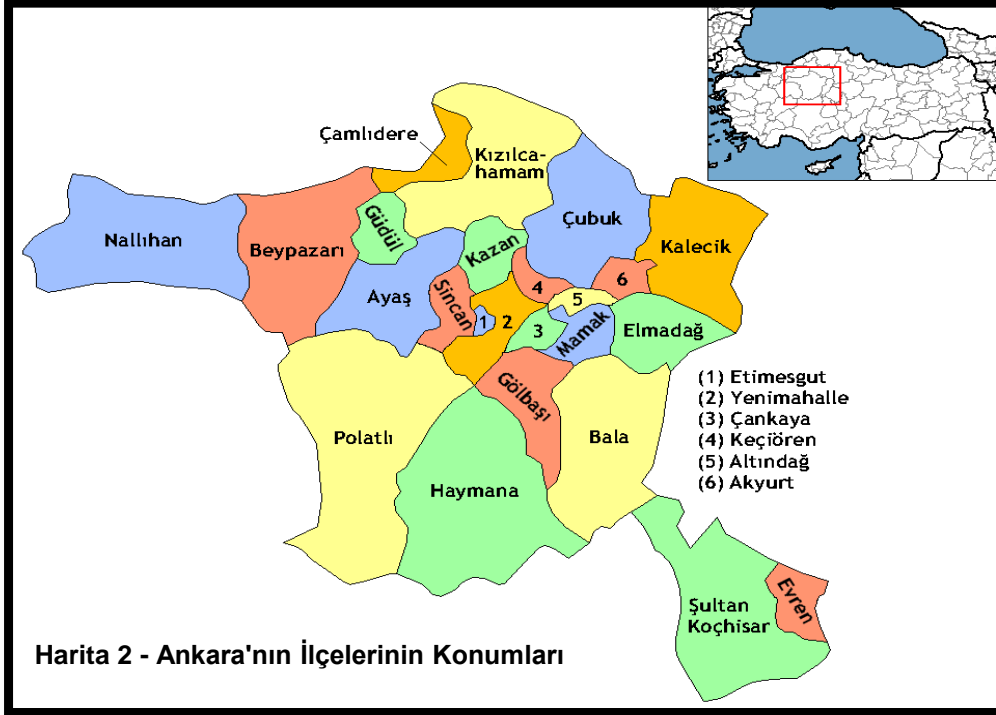 Çamlıdere
Kızılca-
hamam
Çubuk
Kalecik
Nallıhan
Beypazarı
Güdül
Kazan
Ayaş
Sincan
1
2
3
4
5
6
Mamak
Elmadağ
Gölbaşı
Polatlı
Haymana
Bala
(1) Etimesgut
(2) Yenimahalle
(3) Çankaya
(4) Keçiören
(5) Altındağ
(6) Akyurt
Şultan
Koçhisar
Evren
Harita 2 - Ankara'nın İlçelerinin Konumları